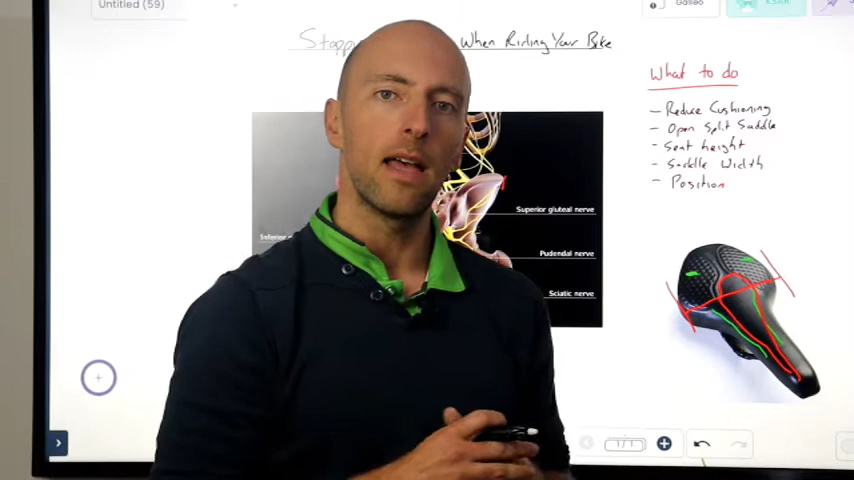 Untitled (59)
Galileo
When Riding Your Bike
What to do
- Reduce Cushioning
- Open Split Saddle
- Seat height
- Saddle Width
- Position
Superior gluteal nerve
Pudendal nerve
Sciatic nerve
1 / 1